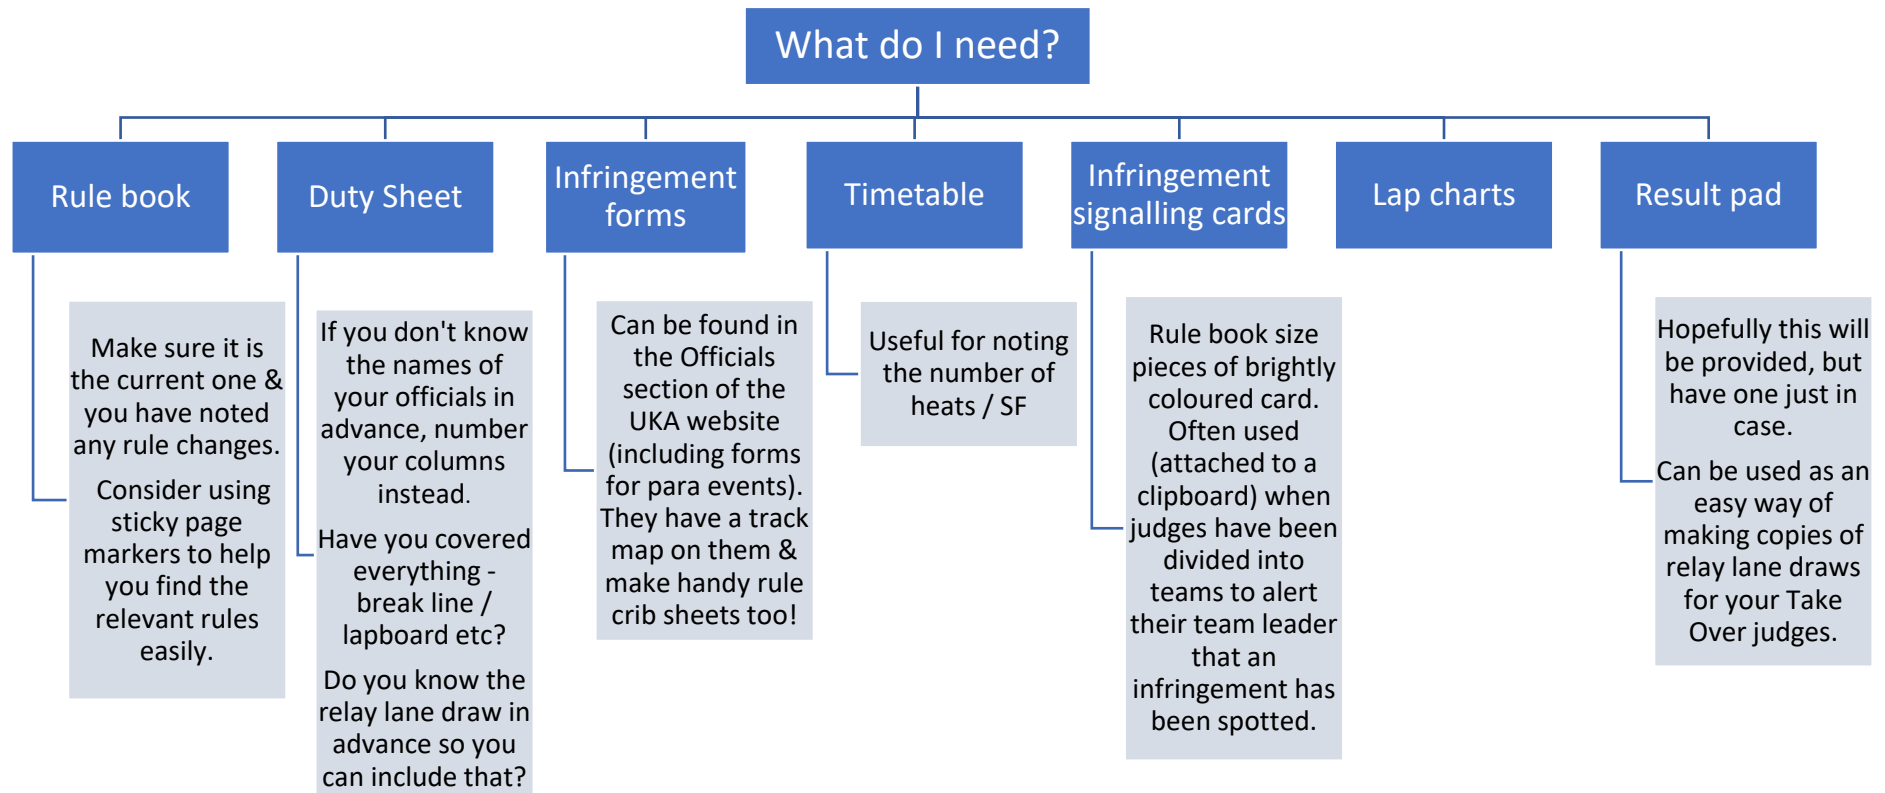 What do I need?
Rule book
Duty Sheet
Infringement
forms
Timetable
Infringement
signalling cards
Lap charts
Result pad
Make sure it is
the current one &
you have noted
any rule changes.
Consider using
sticky page
markers to help
you find the
relevant rules
easily.
If you don't know
the names of
your officials in
advance, number
your columns
instead.
Have you covered
everything -
break line /
lapboard etc?
Do you know the
relay lane draw in
advance so you
can include that?
Can be found in
the Officials
section of the
UKA website
(including forms
for para events).
They have a track
map on them &
make handy rule
crib sheets too!
Useful for noting
the number of
heats / SF
Rule book size
pieces of brightly
coloured card.
Often used
(attached to a
clipboard) when
judges have been
divided into
teams to alert
their team leader
that an
infringement has
been spotted.
Hopefully this will
be provided, but
have one just in
case.
Can be used as an
easy way of
making copies of
relay lane draws
for your Take
Over judges.